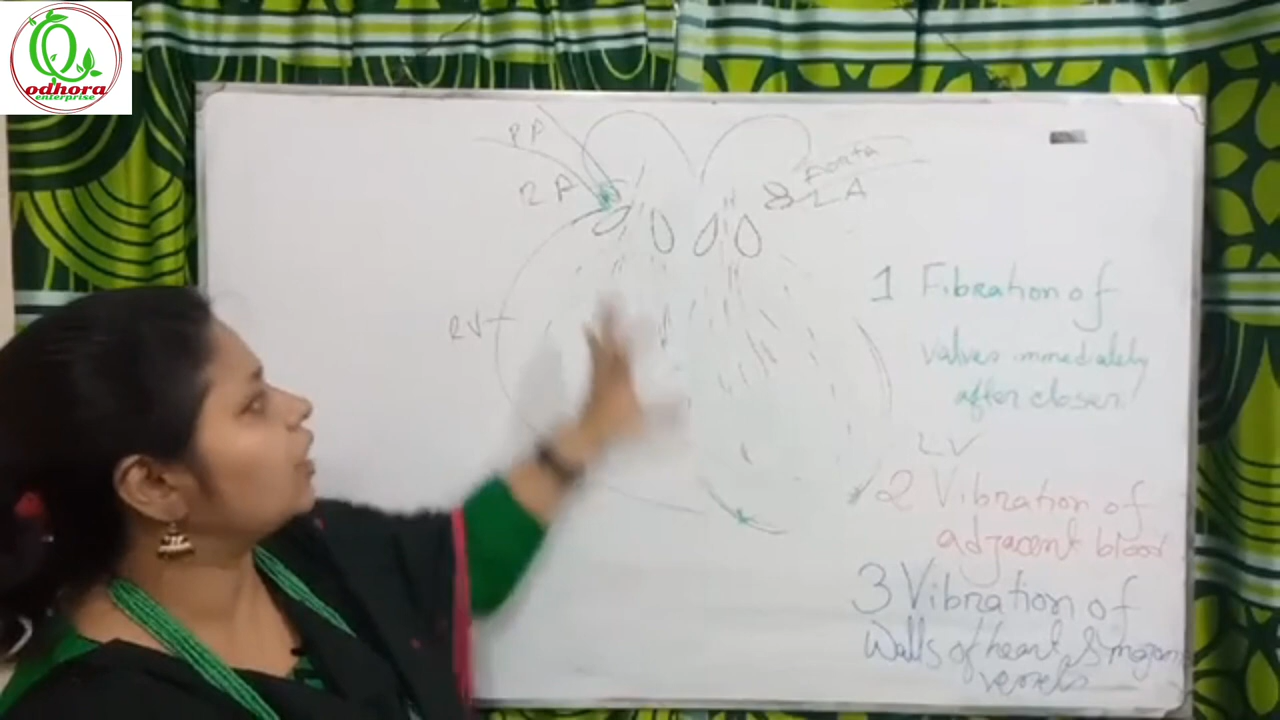 odhora
enterprise
PA
Aorta
RA
LA
RV
1 Fibration of
valves immediately
after closer
LV
2 Vibration of
adjacent blood
3 Vibration of
Walls of heart & major
vessels